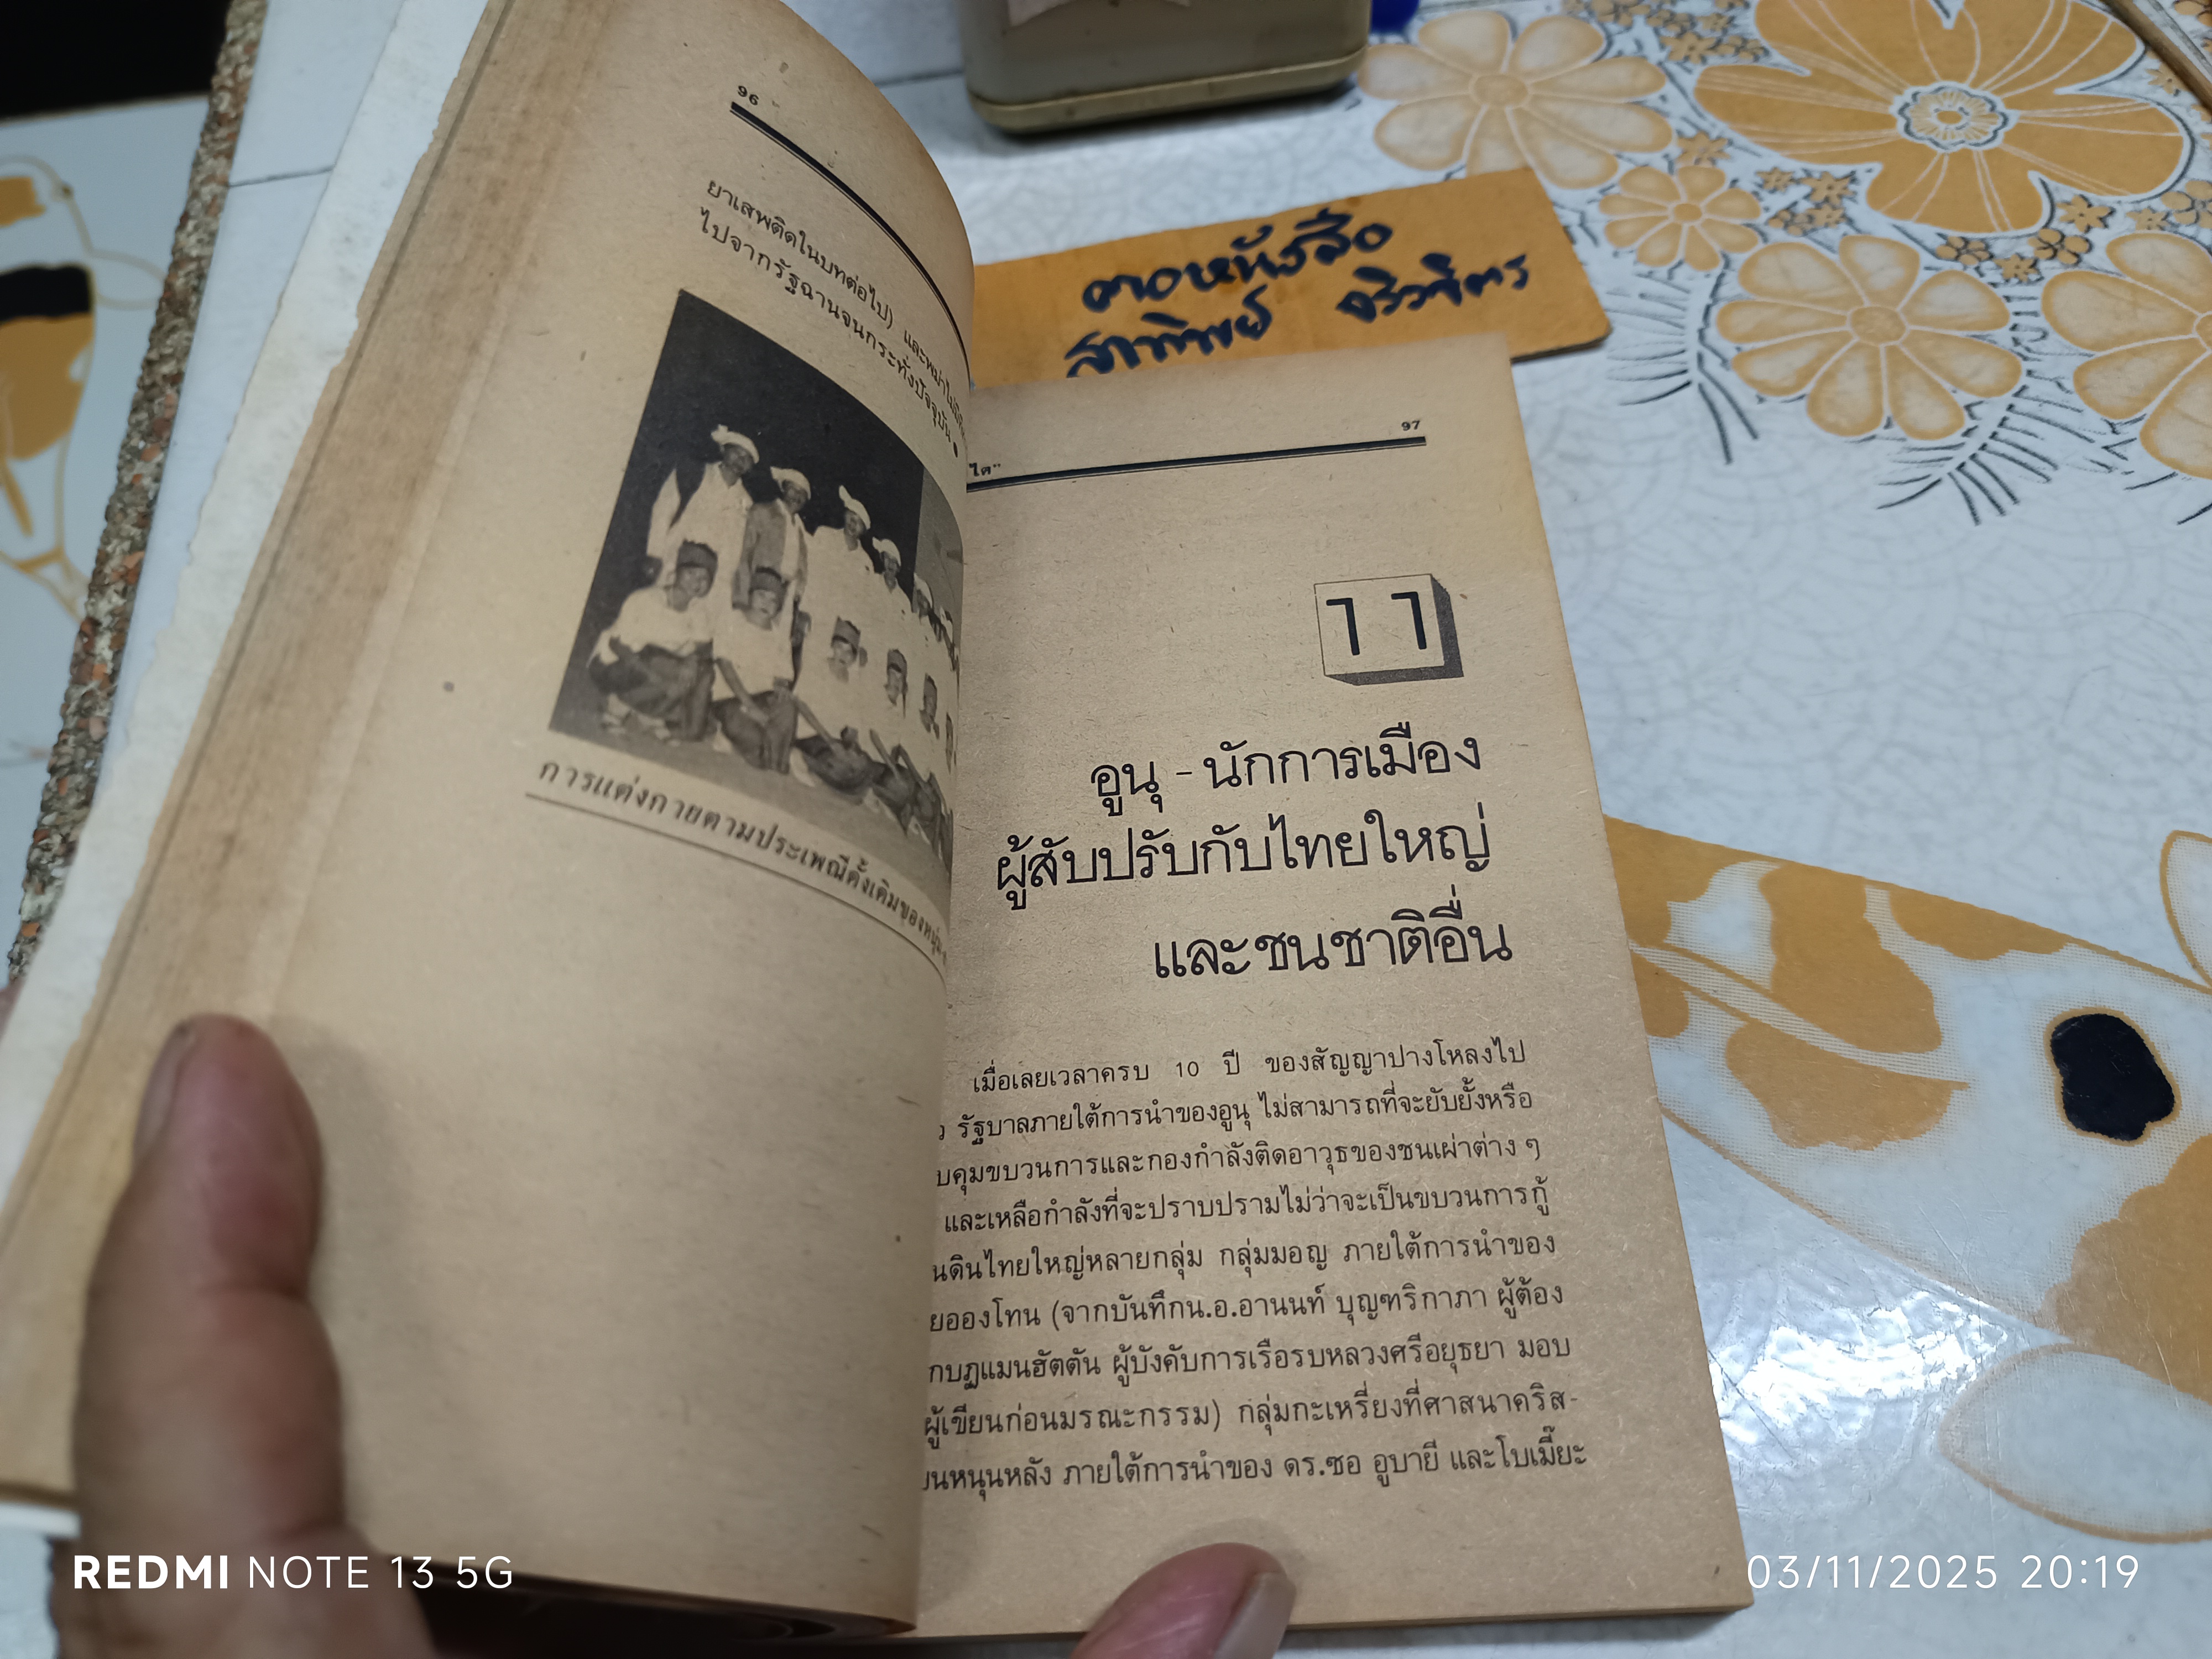 96
ยาเสพติดในบทต่อไป) และพม่าไม่มี
ไปจากรัฐฉานจนกระทั่งปัจจุบัน ●
การแต่งกายตามประเพณีดั้งเดิมของหนุ่ม
ตอหนังสือ
97
11
อูนุ - นักการเมือง
ผู้สับปรับกับไทยใหญ่
และชนชาติอื่น
เมื่อเลยเวลาครบ 10 ปี ของสัญญาปางโหลงไป
ว รัฐบาลภายใต้การนำของอูนุ ไม่สามารถที่จะยับยั้งหรือ
บคุมขบวนการและกองกำลังติดอาวุธของชนเผ่าต่าง ๆ
และเหลือกำลังที่จะปราบปรามไม่ว่าจะเป็นขบวนการกู้
นดินไทยใหญ่หลายกลุ่ม กลุ่มมอญ ภายใต้การนำของ
ยอองโทน (จากบันทึกน.อ.อานนท์ บุญฑริกาภา ผู้ต้อง
กบฏแมนฮัตตัน ผู้บังคับการเรือรบหลวงศรีอยุธยา มอบ
ผู้เขียนก่อนมรณะกรรม) กลุ่มกะเหรี่ยงที่ศาสนาคริส-
นหนุนหลัง ภายใต้การนำของ ดร.ซอ อูบายี และโบเมี๊ยะ
REDMI NOTE 13 5G
03/11/2025 20:19